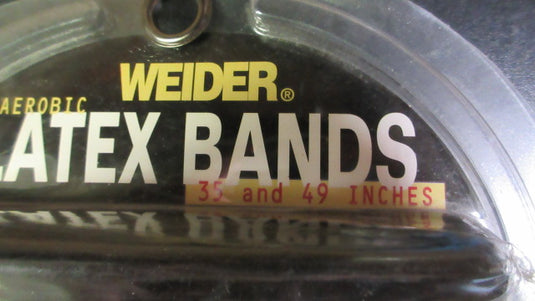 WEIDER®
AEROBIC
LATEX BANDS
35 and 49 INCHES